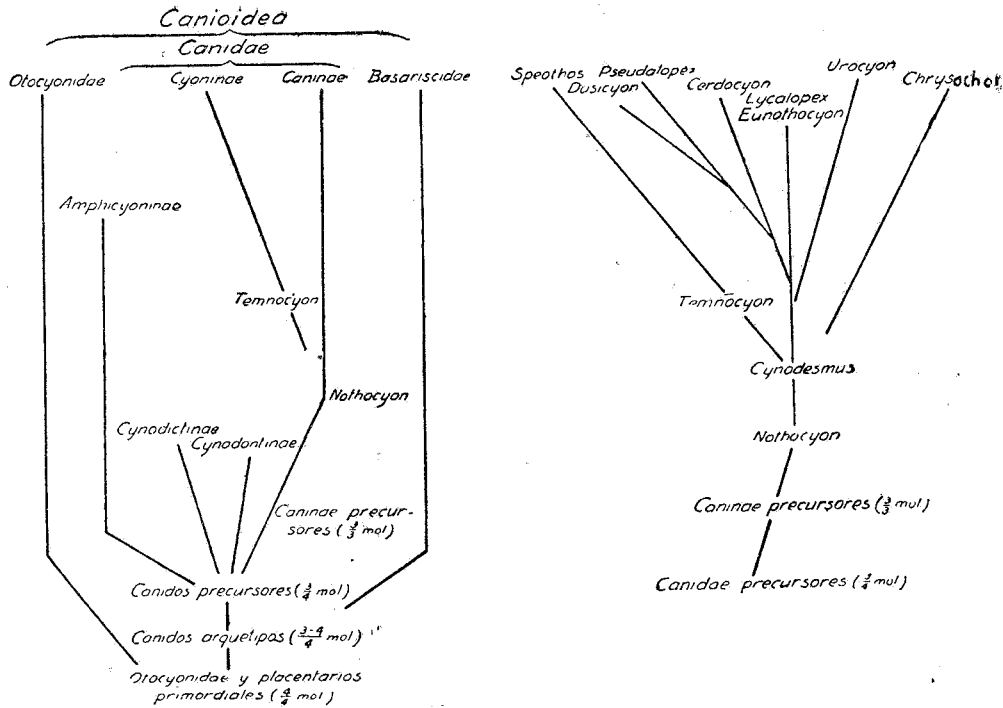 Canioidea
Canidae
Otocyonidae Cyoninae Caninae Basariscidae
Amphicyoninae
Temnocyon
Nothocyon
Cynodictinae
Cynodontinae
Caninae precur-
sores ( 3/3 mol)
Canidos precursores (3/4 mol)
Canidos arquetipos (3-4/4 mol)
Otocyonidae y placentarios
primordiales ( 4/4 mol)
Speothos Pseudalopex
Dusicyon
Cerdocyon
Lycalopex
Eunothocyon
Urocyon
Chrysochor
Temnocyon
Cynodesmus
Nothocyon
Caninae precursores (3/3 mol)
Canidae precursores (3/4 mol)